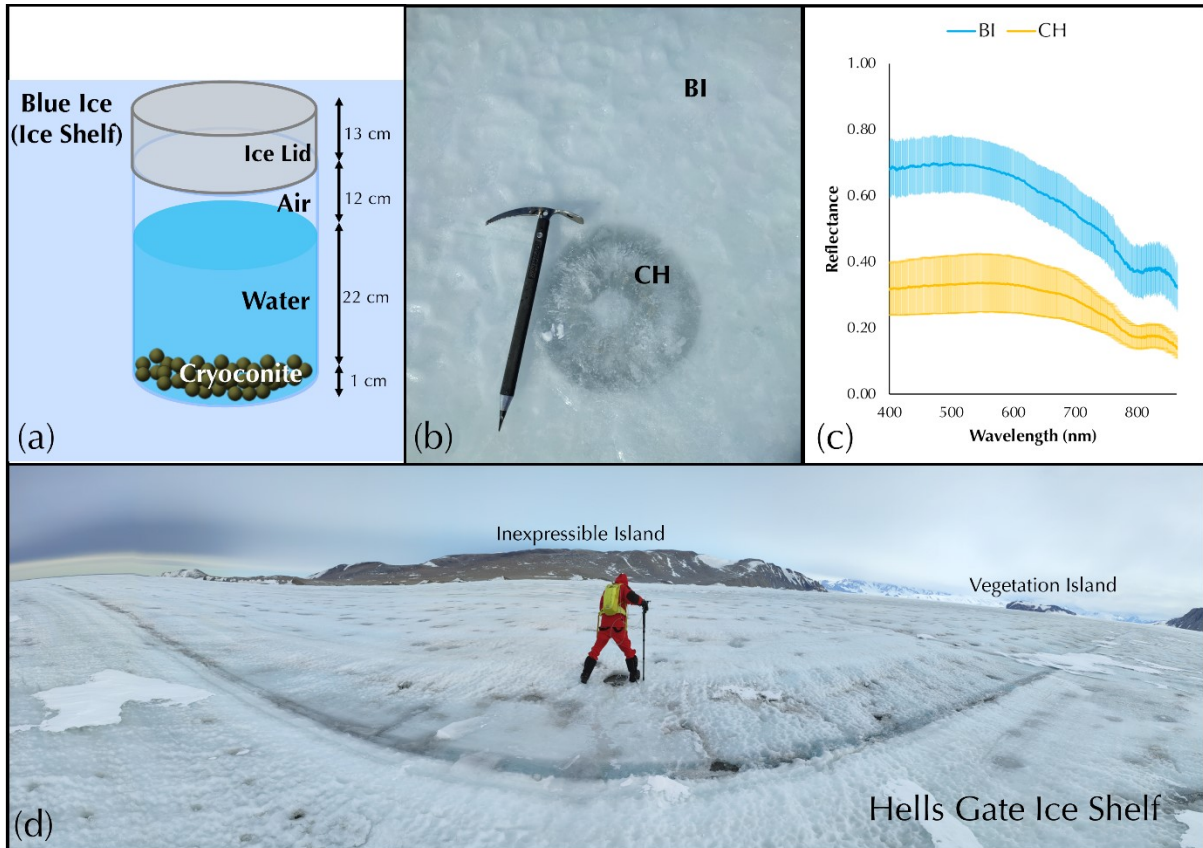 Blue Ice
(Ice Shelf)
Ice Lid
Air
Water
Cryoconite
13 cm
12 cm
22 cm
1 cm
(a)
BI
CH
(b)
BI CH
1.00
0.80
0.60
0.40
0.20
0.00
Reflectance
400 500 600 700 800
Wavelength (nm)
(c)
Inexpressible Island
Vegetation Island
Hells Gate Ice Shelf
(d)